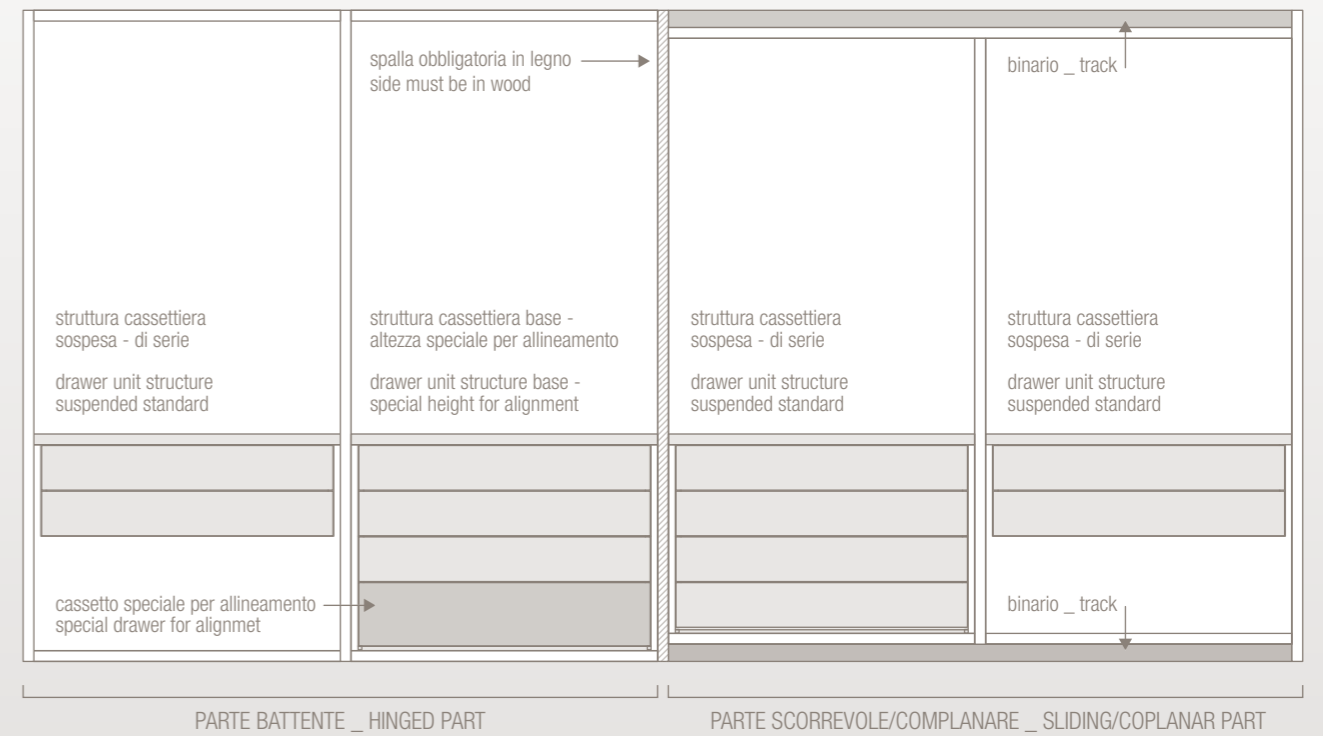 spalla obbligatoria in legno
side must be in wood
binario _ track
struttura cassettiera
sospesa - di serie
drawer unit structure
suspended standard
struttura cassettiera base -
altezza speciale per allineamento
drawer unit structure base -
special height for alignment
struttura cassettiera
sospesa - di serie
drawer unit structure
suspended standard
struttura cassettiera
sospesa - di serie
drawer unit structure
suspended standard
cassetto speciale per allineamento
special drawer for alignmet
binario _ track
PARTE BATTENTE _ HINGED PART
PARTE SCORREVOLE/COMPLANARE _ SLIDING/COPLANAR PART